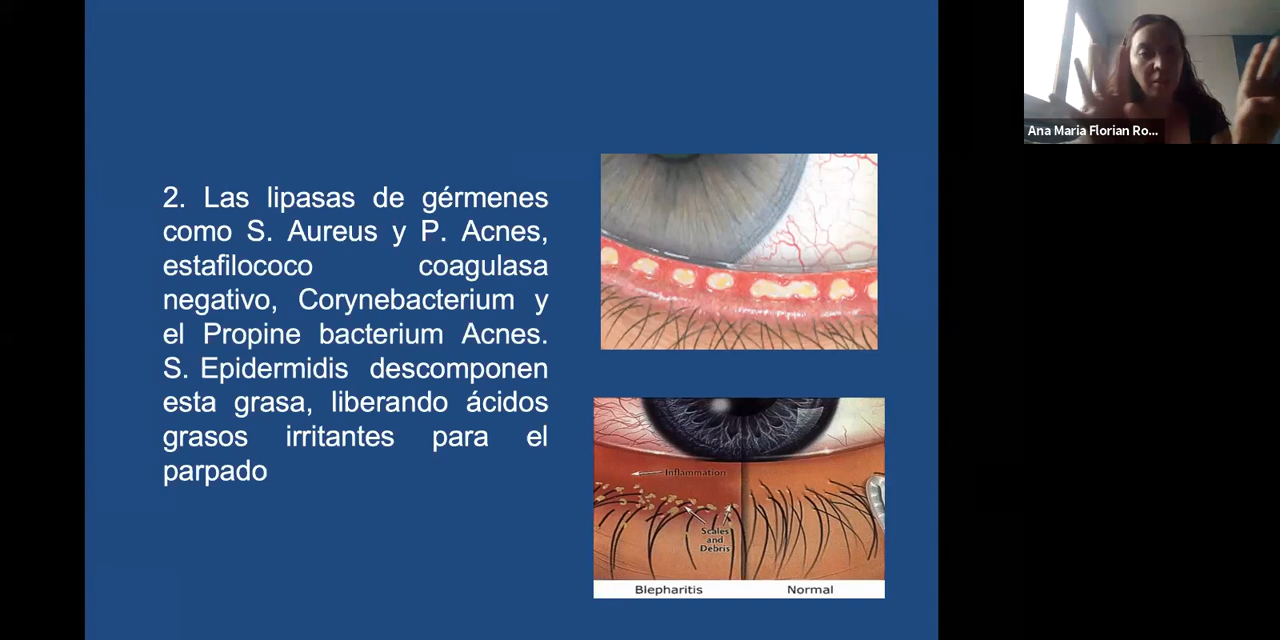 2. Las lipasas de gérmenes
como S. Aureus y P. Acnes,
estafilococo coagulasa
negativo, Corynebacterium y
el Propine bacterium Acnes.
S. Epidermidis descomponen
esta grasa, liberando ácidos
grasos irritantes para el
parpado
Inflammation
Scales
and
Debris
Blepharitis
Normal
Ana Maria Florian Ro...